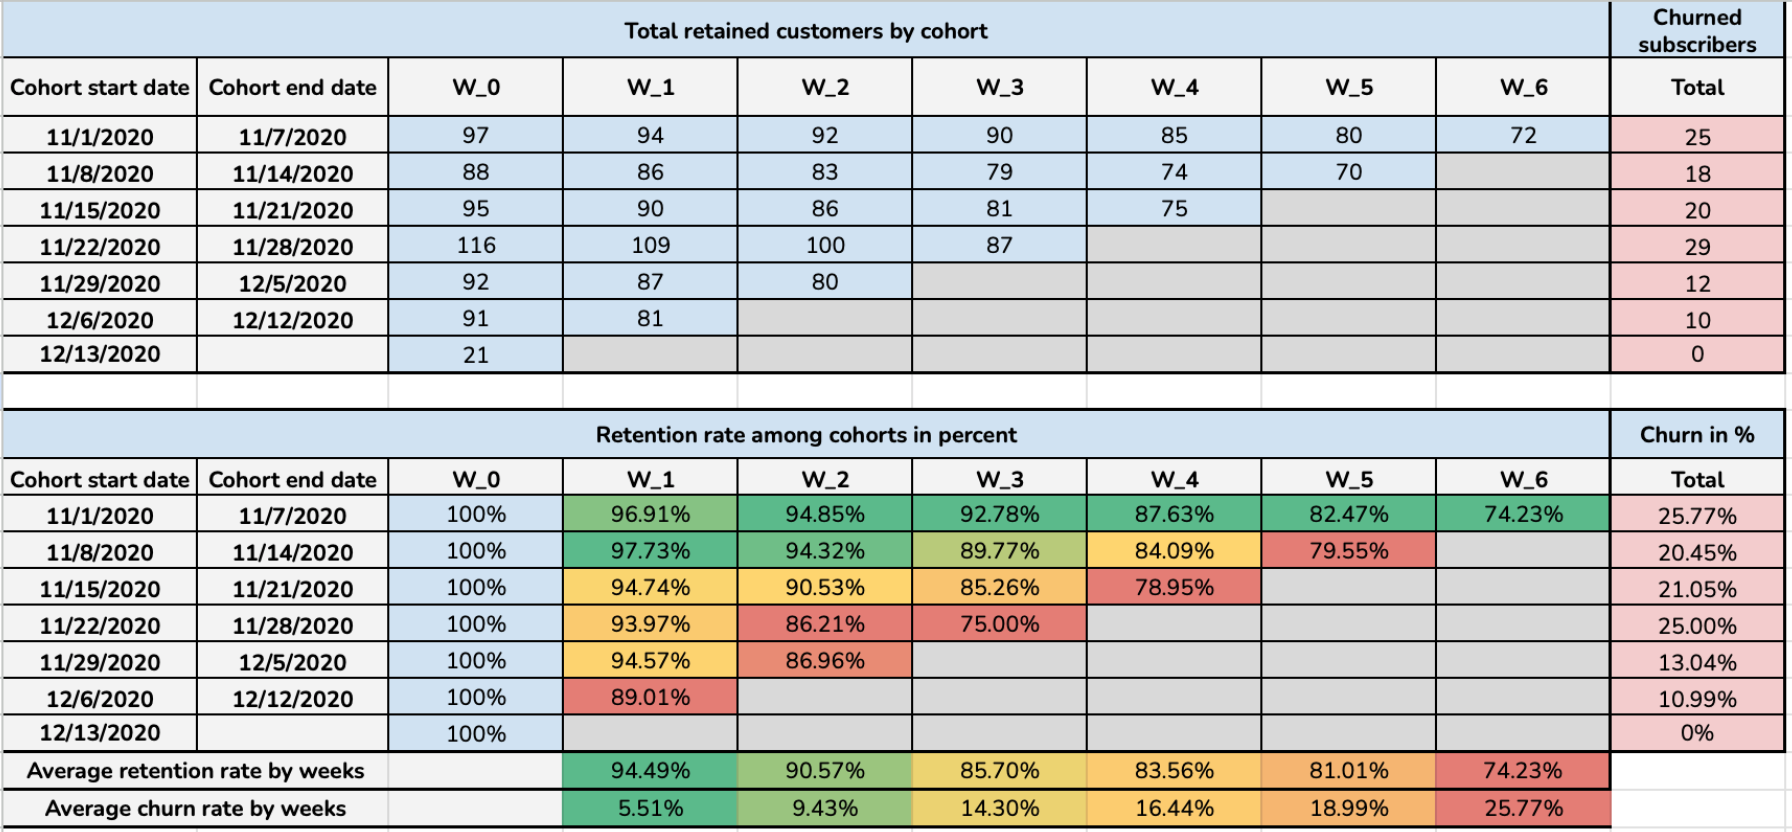 Total retained customers by cohort Churned subscribers
Cohort start date Cohort end date W_0 W_1 W_2 W_3 W_4 W_5 W_6 Total
11/1/2020 11/7/2020 97 94 92 90 85 80 72 25
11/8/2020 11/14/2020 88 86 83 79 74 70 18
11/15/2020 11/21/2020 95 90 86 81 75 20
11/22/2020 11/28/2020 116 109 100 87 29
11/29/2020 12/5/2020 92 87 80 12
12/6/2020 12/12/2020 91 81 10
12/13/2020 21 0
Retention rate among cohorts in percent Churn in %
Cohort start date Cohort end date W_0 W_1 W_2 W_3 W_4 W_5 W_6 Total
11/1/2020 11/7/2020 100% 96.91% 94.85% 92.78% 87.63% 82.47% 74.23% 25.77%
11/8/2020 11/14/2020 100% 97.73% 94.32% 89.77% 84.09% 79.55% 20.45%
11/15/2020 11/21/2020 100% 94.74% 90.53% 85.26% 78.95% 21.05%
11/22/2020 11/28/2020 100% 93.97% 86.21% 75.00% 25.00%
11/29/2020 12/5/2020 100% 94.57% 86.96% 13.04%
12/6/2020 12/12/2020 100% 89.01% 10.99%
12/13/2020 100% 0%
Average retention rate by weeks 94.49% 90.57% 85.70% 83.56% 81.01% 74.23%
Average churn rate by weeks 5.51% 9.43% 14.30% 16.44% 18.99% 25.77%